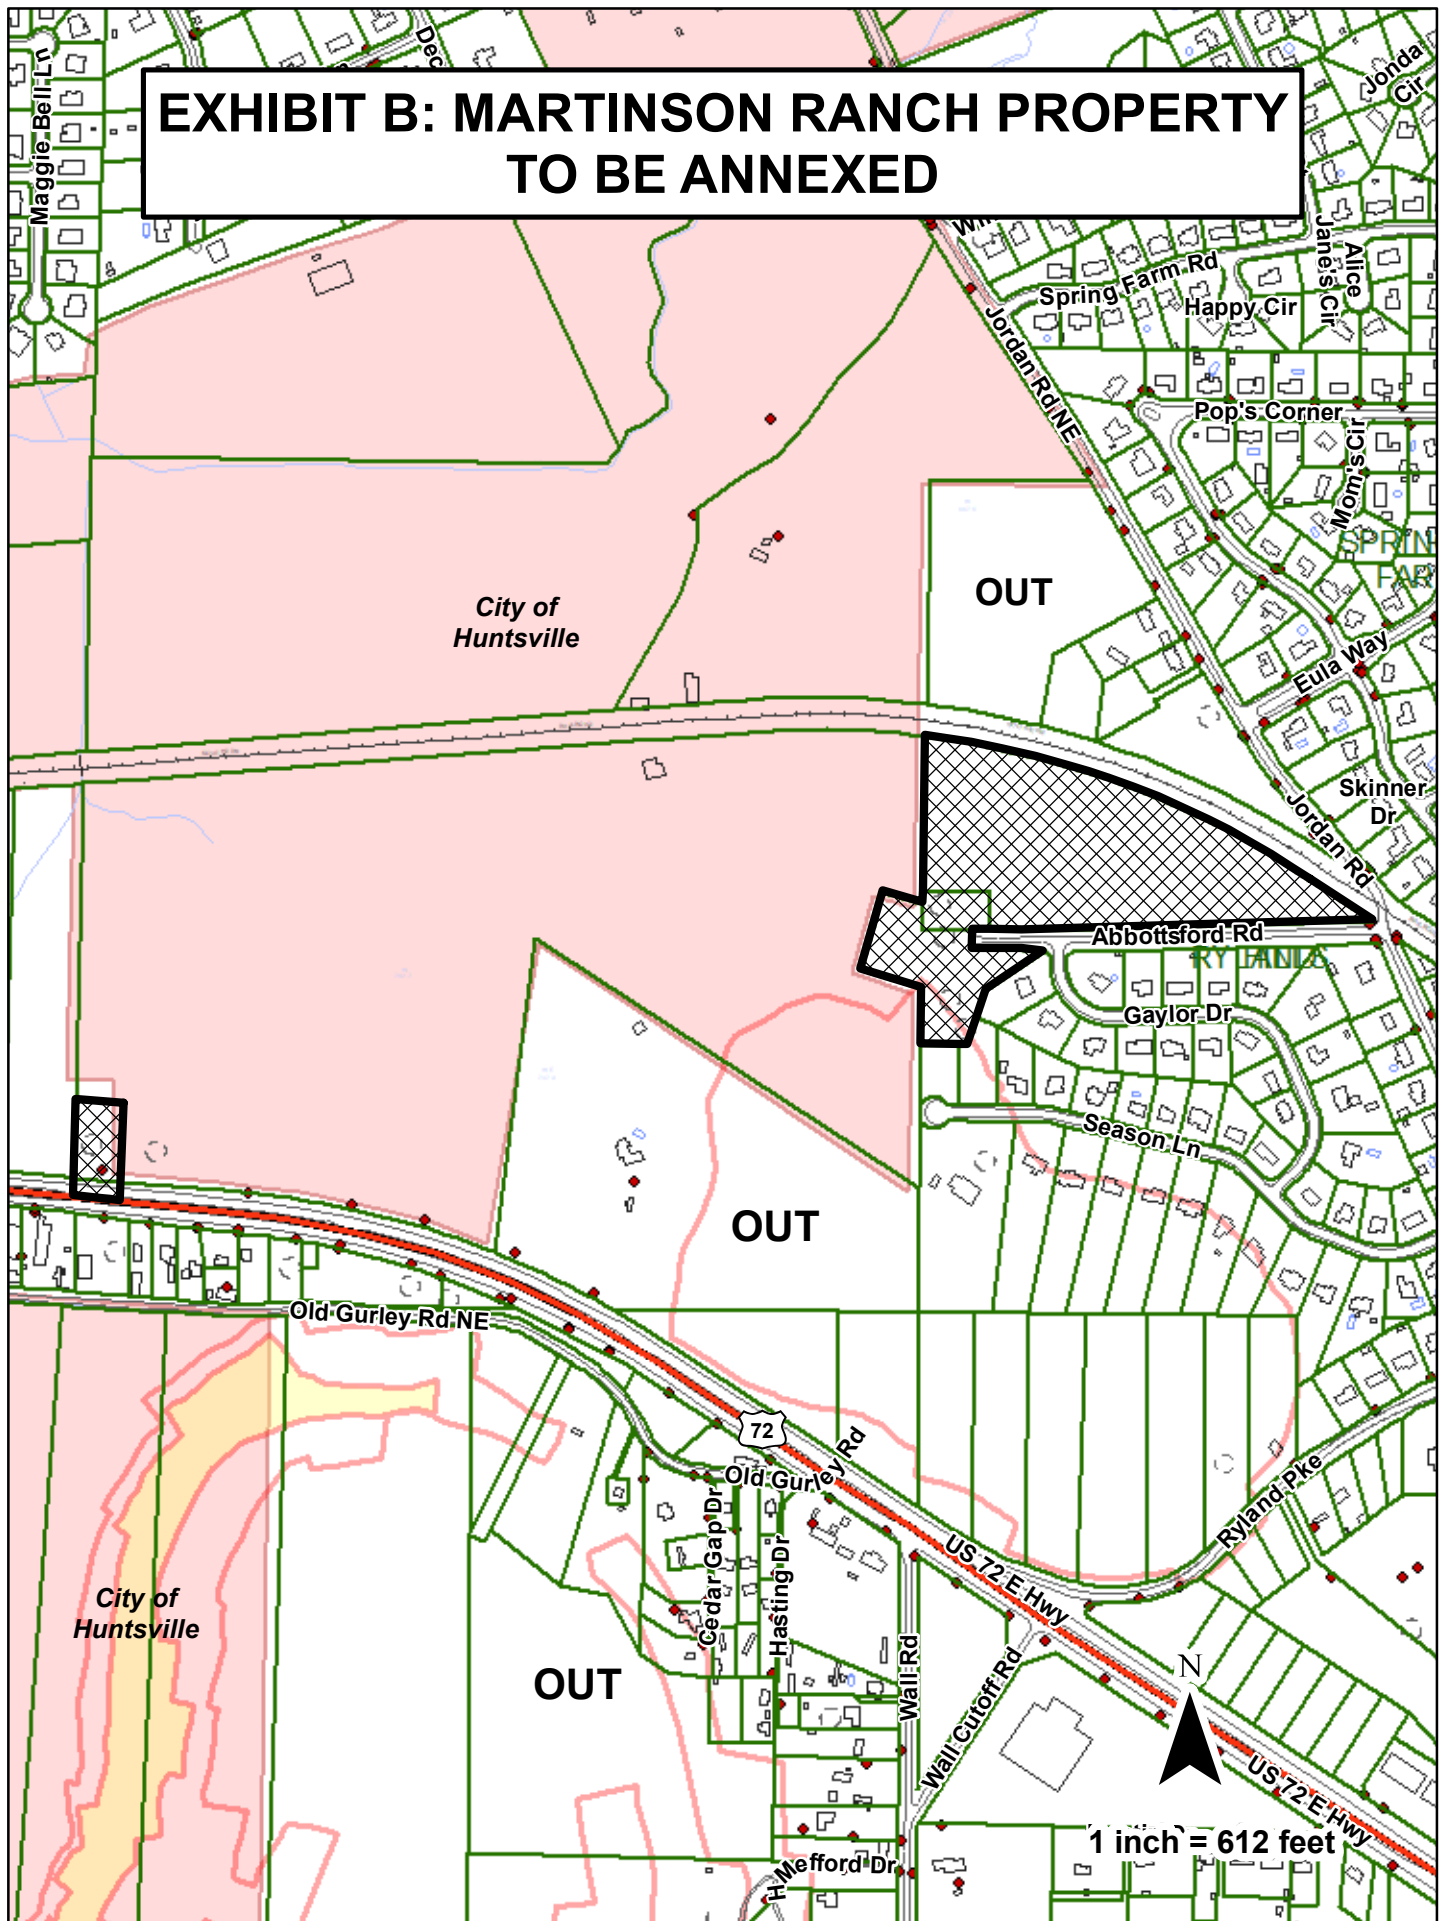 Dec
Maggie Bell Ln
Jonda
Cir
EXHIBIT B: MARTINSON RANCH PROPERTY
TO BE ANNEXED
Spring Farm Rd
Happy Cir
Jane's Cir
Alice
Jordan Rd NE
Pop's Corner
Mom's Cir
SPRIN
FAR
OUT
City of
Huntsville
Eula Way
Skinner
Dr
Jordan Rd
Abbottsford Rd
Gaylor Dr
Season Ln
OUT
Old Gurley Rd NE
72
Old Gurley Rd
Ryland Pke
Cedar Gap Dr
Hasting Dr
US 72 E Hwy
City of
Huntsville
OUT
Wall Rd
Wall Cutoff Rd
N
US 72 E Hwy
1 inch = 612 feet
Mefford Dr
H